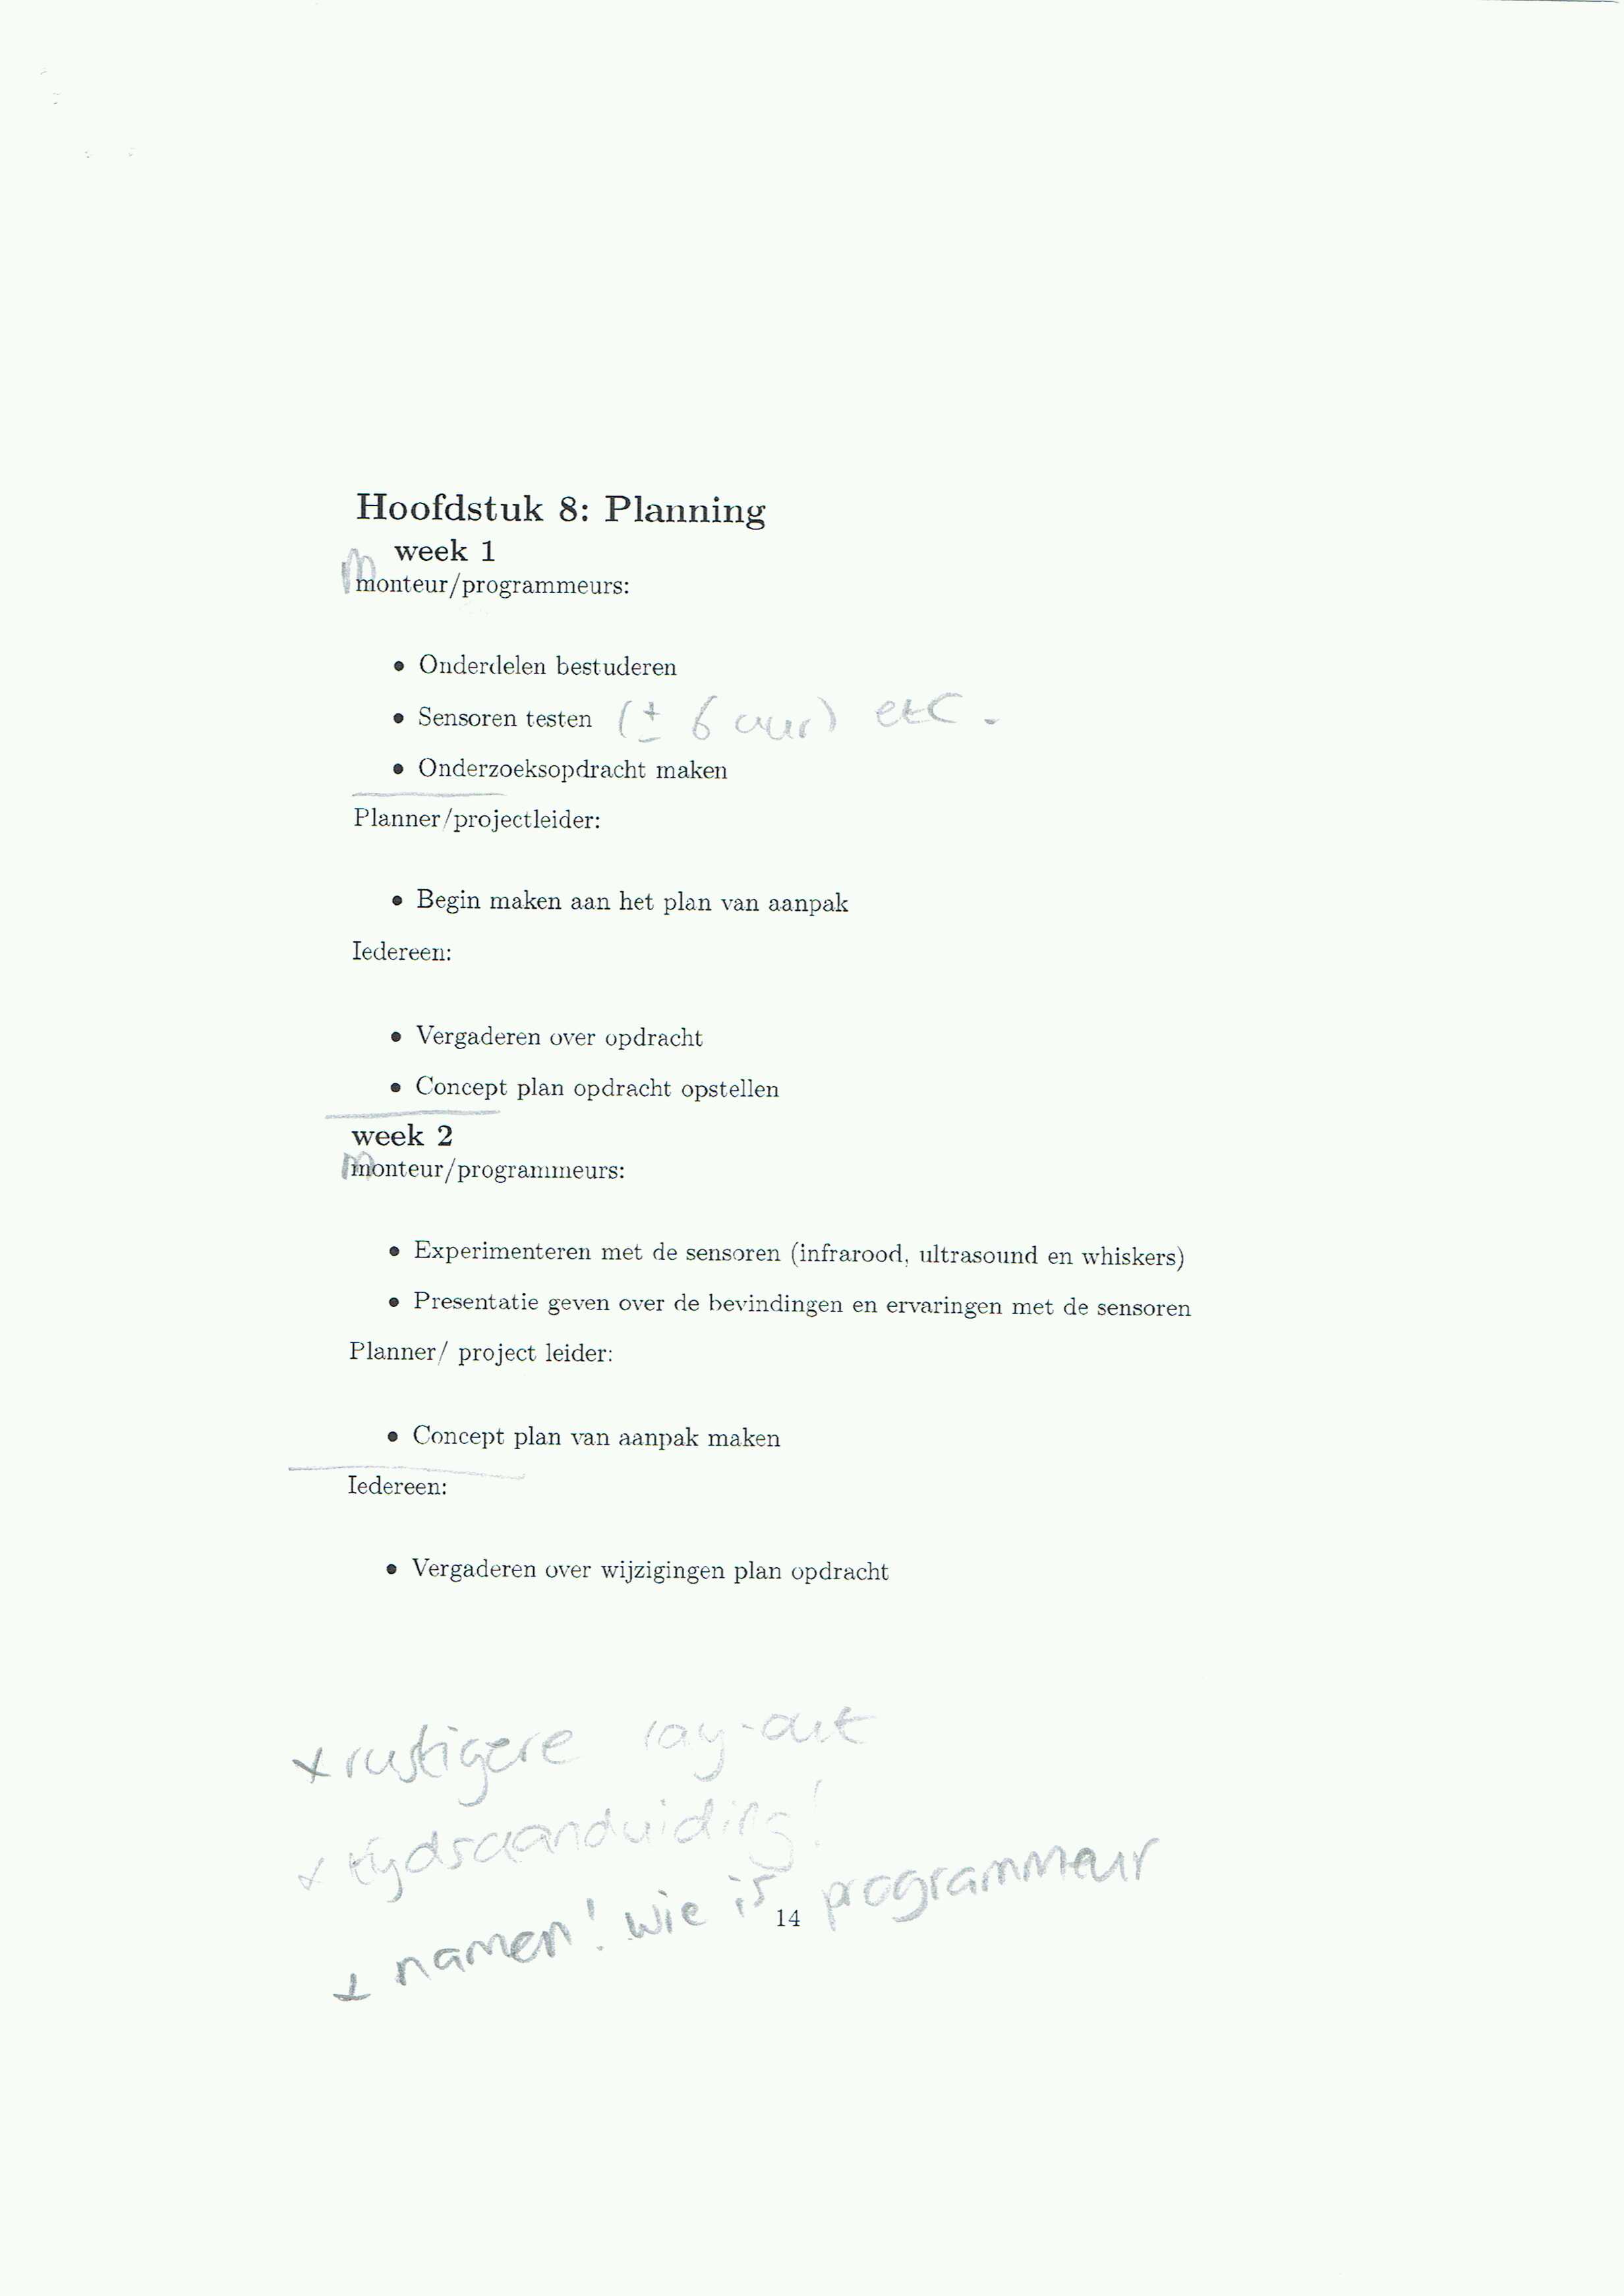 Hoofdstuk 8: Planning
week 1
M
monteur/programmeurs:
• Onderdelen bestuderen
• Sensoren testen (± 6 uur) etc.
• Onderzoeksopdracht maken
Planner/projectleider:
• Begin maken aan het plan van aanpak
Iedereen:
• Vergaderen over opdracht
• Concept plan opdracht opstellen
week 2
M
monteur/programmeurs:
• Experimenteren met de sensoren (infrarood, ultrasound en whiskers)
• Presentatie geven over de bevindingen en ervaringen met de sensoren
Planner/ project leider:
• Concept plan van aanpak maken
Iedereen:
• Vergaderen over wijzigingen plan opdracht
x rustigere lay-out
x tijdsaanduiding!
x namen! wie is programmeur
14